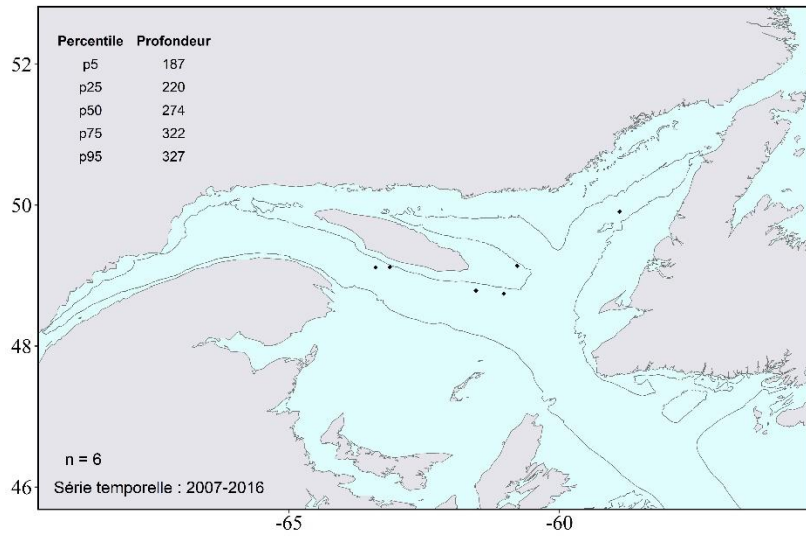 Percentile Profondeur
p5 187
p25 220
p50 274
p75 322
p95 327
52
50
48
46
n = 6
Série temporelle : 2007-2016
-65 -60